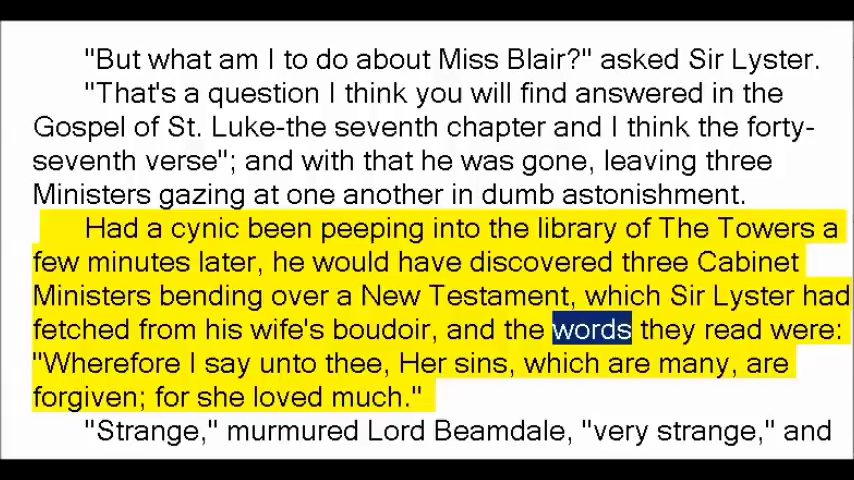 "But what am I to do about Miss Blair?" asked Sir Lyster.
"That's a question I think you will find answered in the
Gospel of St. Luke-the seventh chapter and I think the forty-
seventh verse"; and with that he was gone, leaving three
Ministers gazing at one another in dumb astonishment.
Had a cynic been peeping into the library of The Towers a
few minutes later, he would have discovered three Cabinet
Ministers bending over a New Testament, which Sir Lyster had
fetched from his wife's boudoir, and the words they read were:
"Wherefore I say unto thee, Her sins, which are many, are
forgiven; for she loved much."
"Strange," murmured Lord Beamdale, "very strange," and